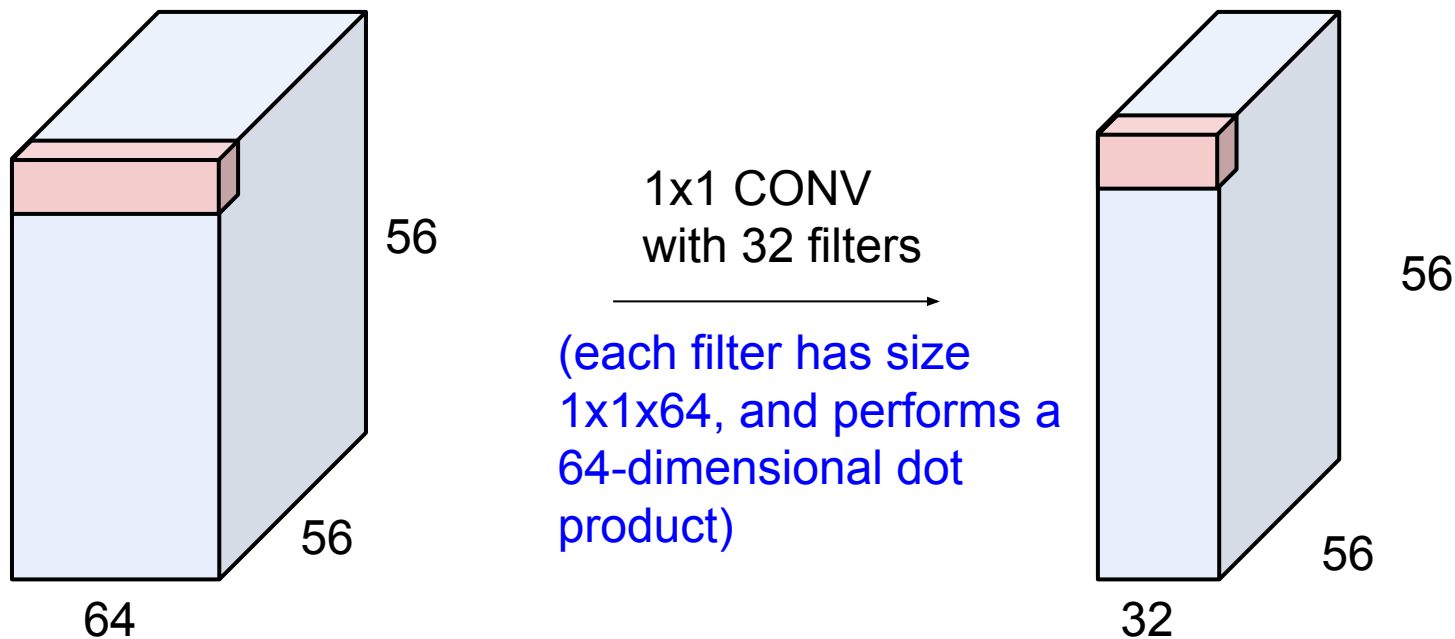 56
56
64
1x1 CONV
with 32 filters
(each filter has size
1x1x64, and performs a
64-dimensional dot
product)
56
56
32